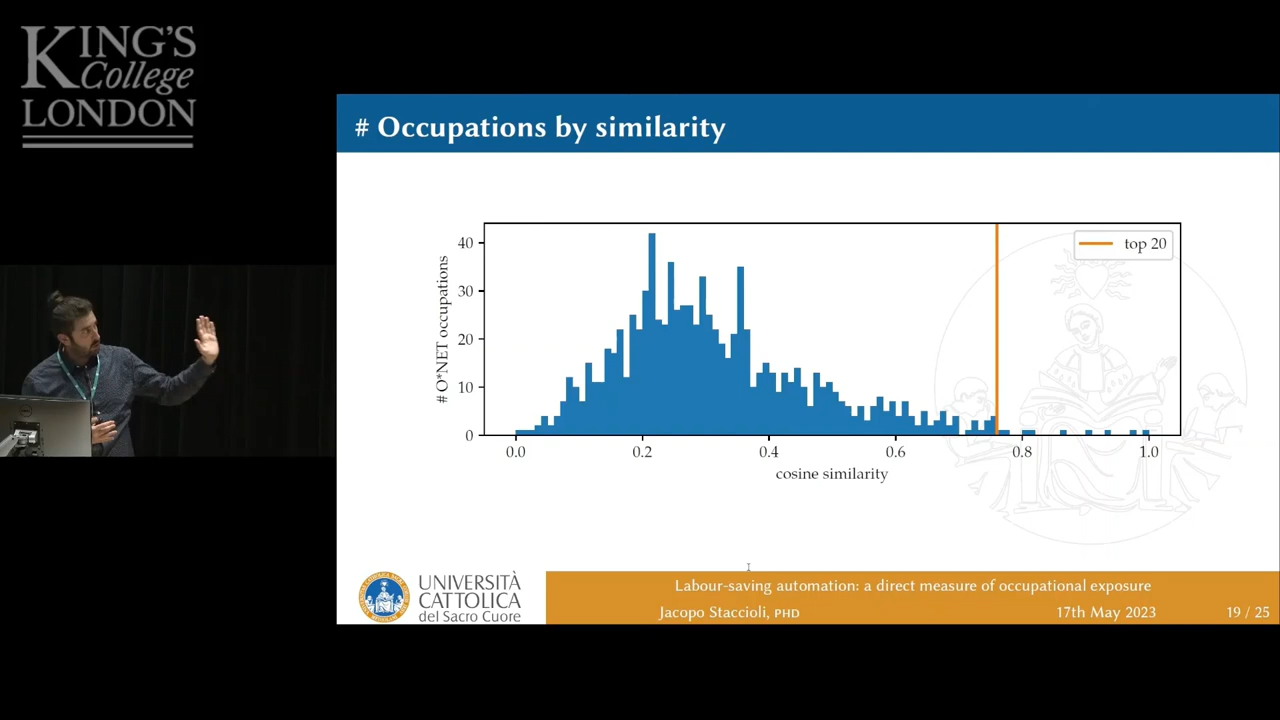 KING'S
College
LONDON
# Occupations by similarity
# O*NET occupations
40
30
20
10
0
top 20
0.0 0.2 0.4 0.6 0.8 1.0
cosine similarity
UNIVERSITÀ
CATTOLICA
del Sacro Cuore
Labour-saving automation: a direct measure of occupational exposure
Jacopo Staccioli, PHD 17th May 2023 19 / 25